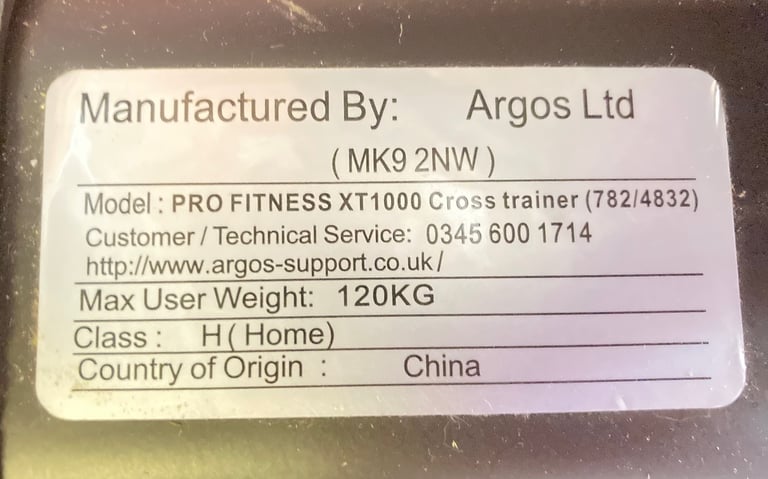 Manufactured By: Argos Ltd
( MK9 2NW )
Model : PRO FITNESS XT1000 Cross trainer (782/4832)
Customer / Technical Service: 0345 600 1714
http://www.argos-support.co.uk/
Max User Weight: 120KG
Class : H ( Home)
Country of Origin : China